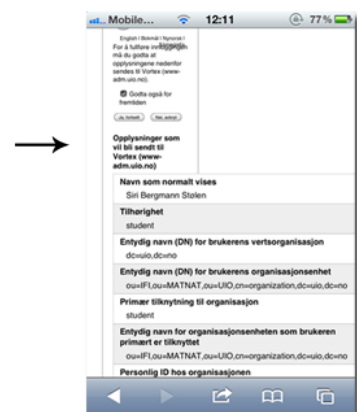 Mobile...
12:11
77%
English | Bokmål | Nynorsk |
For å fullføre innloggingen
må du godta at
opplysningene nedenfor
sendes til Vortex (www-
adm.uio.no).
Godta også for
fremtiden
Opplysninger som
vil bli sendt til
Vortex (www-
adm.uio.no)
Navn som normalt vises
Siri Bergmann Stølen
Tilhørighet
student
Entydig navn (DN) for brukerens vertsorganisasjon
dc=uio,dc=no
Entydig navn (DN) for brukerens organisasjonsenhet
ou=IFI,ou=MATNAT,ou=UIO,cn=organization,dc=uio,dc=no
Primær tilknytning til organisasjon
student
Entydig navn for organisasjonsenheten som brukeren
primært er tilknyttet
ou=IFI,ou=MATNAT,ou=UIO,cn=organization,dc=uio,dc=no
Personlig ID hos organisasjonen